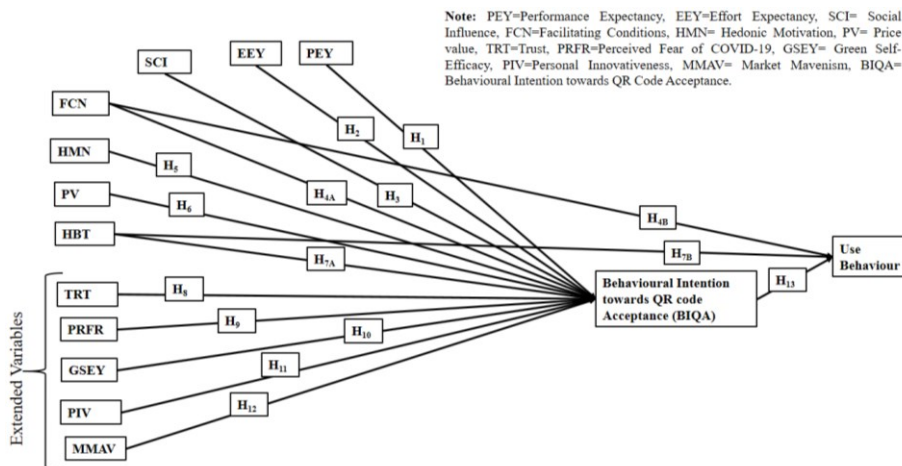 Note: PEY=Performance Expectancy, EEY=Effort Expectancy, SCI= Social
Influence, FCN=Facilitating Conditions, HMN= Hedonic Motivation, PV= Price
value, TRT=Trust, PRFR=Perceived Fear of COVID-19, GSEY= Green Self-
Efficacy, PIV=Personal Innovativeness, MMAV= Market Mavenism, BIQA=
Behavioural Intention towards QR Code Acceptance.
SCI
EEY
PEY
FCN
HMN
PV
HBT
H1
H2
H3
H4A
H5
H6
H7A
H4B
H7B
Use
Behaviour
Behavioural Intention
towards QR code
Acceptance (BIQA)
H13
Extended Variables
TRT
PRFR
GSEY
PIV
MMAV
H8
H9
H10
H11
H12